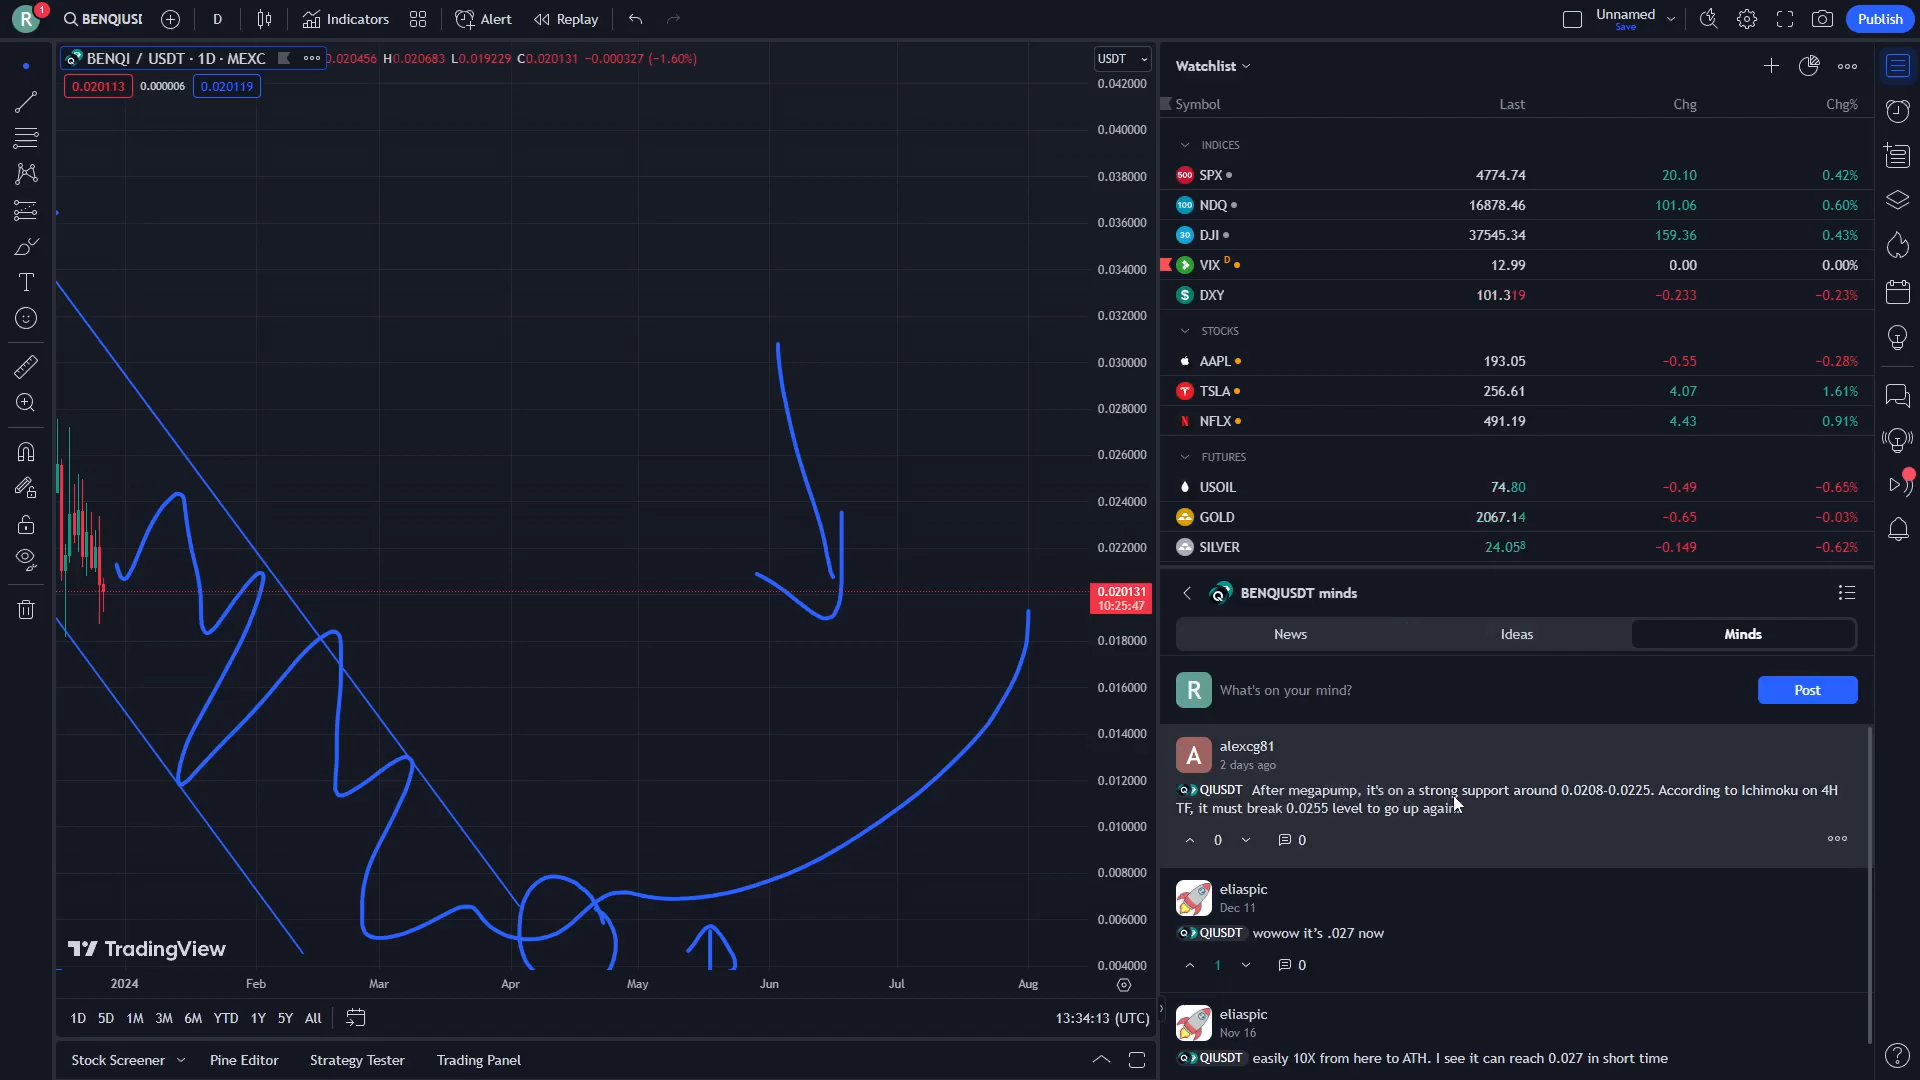 R 1 BENQJUSI D Indicators Alert Replay Unnamed Save Publish
BENQI / USDT · 1D · MEXC 0.020456 H0.020683 L0.019229 C0.020131 −0.000327 (−1.60%) USDT
0.020113 0.000006 0.020119
0.042000
0.040000
0.038000
0.036000
0.034000
0.032000
0.030000
0.028000
0.026000
0.024000
0.022000
0.020131
10:25:47
0.018000
0.016000
0.014000
0.012000
0.010000
0.008000
0.006000
0.004000
TradingView
2024 Feb Mar Apr May Jun Jul Aug
1D 5D 1M 3M 6M YTD 1Y 5Y All 13:34:13 (UTC)
Stock Screener Pine Editor Strategy Tester Trading Panel
Watchlist
Symbol Last Chg Chg%
INDICES
500 SPX 4774.74 20.10 0.42%
100 NDQ 16878.46 101.06 0.60%
30 DJI 37545.34 159.36 0.43%
VIX D 12.99 0.00 0.00%
$ DXY 101.319 −0.233 −0.23%
STOCKS
AAPL 193.05 −0.55 −0.28%
TSLA 256.61 4.07 1.61%
N NFLX 491.19 4.43 0.91%
FUTURES
USOIL 74.80 −0.49 −0.65%
GOLD 2067.14 −0.65 −0.03%
SILVER 24.058 −0.149 −0.62%
BENQJUSDT minds
News Ideas Minds
R What's on your mind? Post
A alexcg81
2 days ago
QIUSDT After megapump, it's on a strong support around 0.0208-0.0225. According to Ichimoku on 4H
TF, it must break 0.0255 level to go up again.
0 0
eliaspic
Dec 11
QIUSDT wowow it's .027 now
1 0
eliaspic
Nov 16
QIUSDT easily 10X from here to ATH. I see it can reach 0.027 in short time